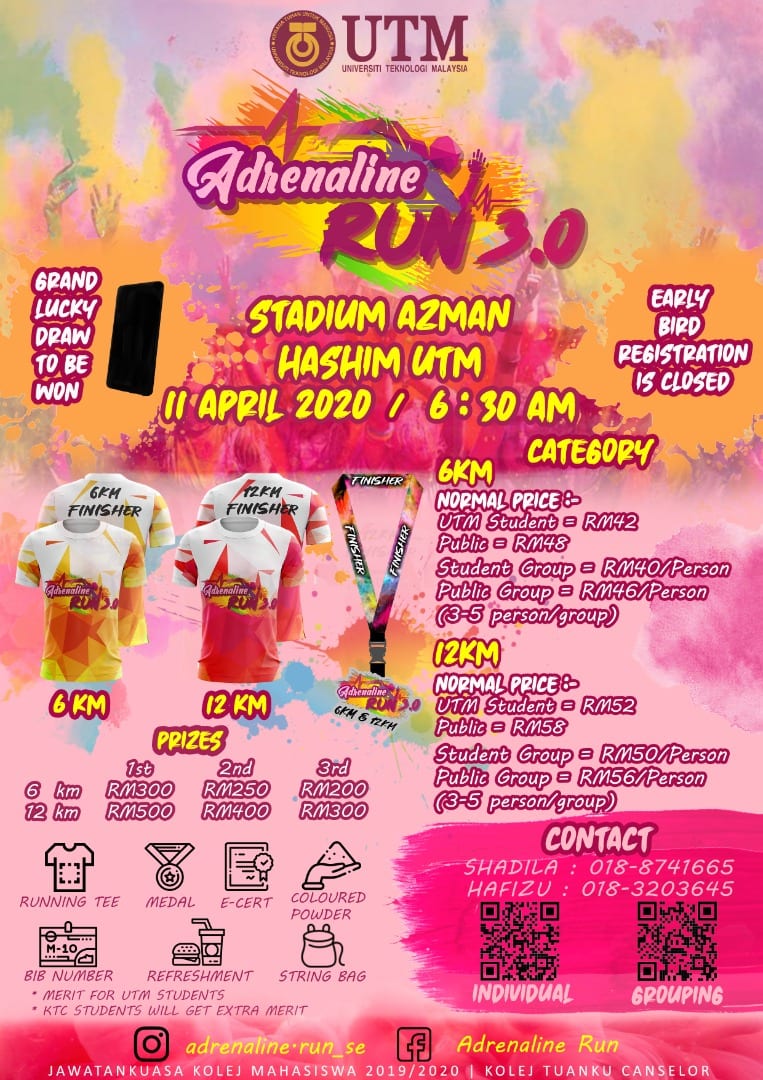 UTM
UNIVERSITI TEKNOLOGI MALAYSIA
Adrenaline
RUN 3.0
GRAND
LUCKY
DRAW
TO BE
WON
EARLY
BIRD
REGISTRATION
IS CLOSED
STADIUM AZMAN
HASHIM UTM
11 APRIL 2020 / 6:30 AM
CATEGORY
6KM
NORMAL PRICE :-
UTM Student = RM42
Public = RM48
Student Group = RM40/Person
Public Group = RM46/Person
(3-5 person/group)
12KM
NORMAL PRICE :-
UTM Student = RM52
Public = RM58
Student Group = RM50/Person
Public Group = RM56/Person
(3-5 person/group)
6KM
FINISHER
12KM
FINISHER
Adrenaline
RUN 3.0
Adrenaline
RUN 3.0
FINISHER
FINISHER
FINISHER
Adrenaline
RUN 3.0
6KM & 12KM
6 KM
12 KM
PRIZES
1st 2nd 3rd
6 km RM300 RM250 RM200
12 km RM500 RM400 RM300
RUNNING TEE
MEDAL
E-CERT
COLOURED
POWDER
M-10
BIB NUMBER
REFRESHMENT
STRING BAG
* MERIT FOR UTM STUDENTS
* KTC STUDENTS WILL GET EXTRA MERIT
CONTACT
SHADILA : 018-8741665
HAFIZU : 018-3203645
INDIVIDUAL
GROUPING
adrenaline.run_se
Adrenaline Run
JAWATANKUASA KOLEJ MAHASISWA 2019/2020 | KOLEJ TUANKU CANSELOR